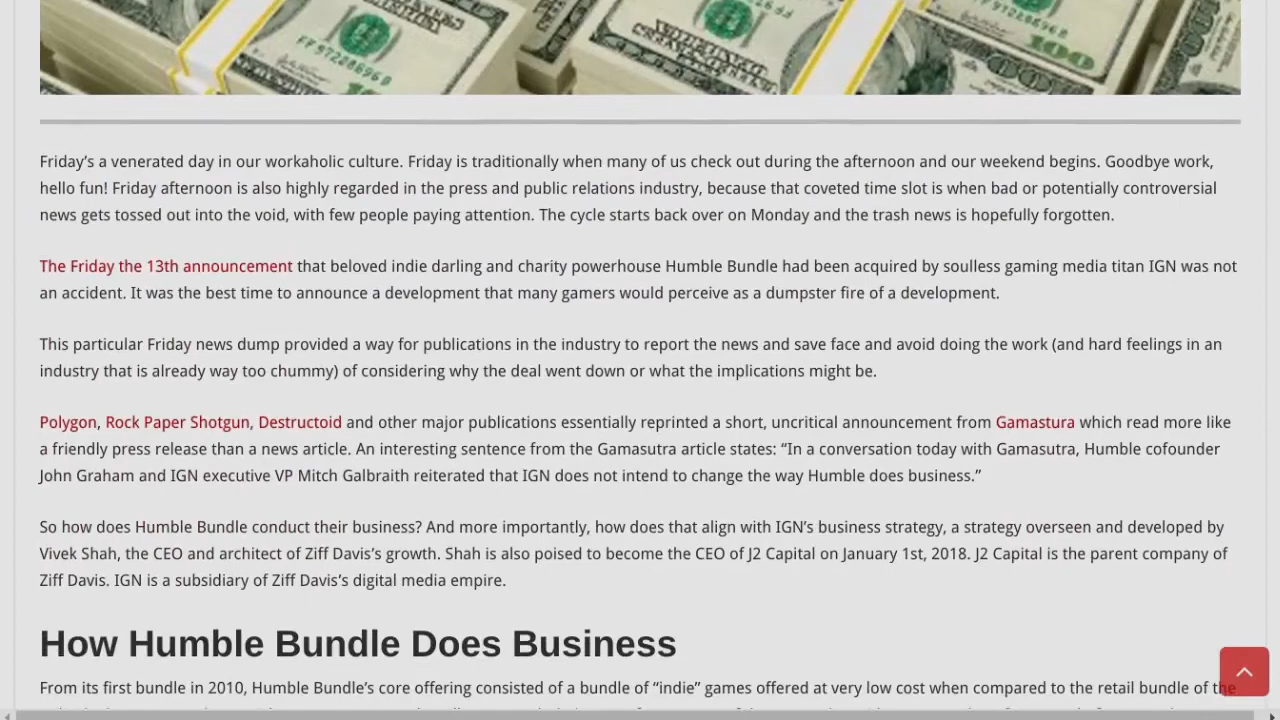 FF 57228696 B
100
Friday's a venerated day in our workaholic culture. Friday is traditionally when many of us check out during the afternoon and our weekend begins. Goodbye work,
hello fun! Friday afternoon is also highly regarded in the press and public relations industry, because that coveted time slot is when bad or potentially controversial
news gets tossed out into the void, with few people paying attention. The cycle starts back over on Monday and the trash news is hopefully forgotten.
The Friday the 13th announcement that beloved indie darling and charity powerhouse Humble Bundle had been acquired by soulless gaming media titan IGN was not
an accident. It was the best time to announce a development that many gamers would perceive as a dumpster fire of a development.
This particular Friday news dump provided a way for publications in the industry to report the news and save face and avoid doing the work (and hard feelings in an
industry that is already way too chummy) of considering why the deal went down or what the implications might be.
Polygon, Rock Paper Shotgun, Destructoid and other major publications essentially reprinted a short, uncritical announcement from Gamastura which read more like
a friendly press release than a news article. An interesting sentence from the Gamasutra article states: “In a conversation today with Gamasutra, Humble cofounder
John Graham and IGN executive VP Mitch Galbraith reiterated that IGN does not intend to change the way Humble does business.”
So how does Humble Bundle conduct their business? And more importantly, how does that align with IGN's business strategy, a strategy overseen and developed by
Vivek Shah, the CEO and architect of Ziff Davis's growth. Shah is also poised to become the CEO of J2 Capital on January 1st, 2018. J2 Capital is the parent company of
Ziff Davis. IGN is a subsidiary of Ziff Davis's digital media empire.
How Humble Bundle Does Business
From its first bundle in 2010, Humble Bundle's core offering consisted of a bundle of “indie” games offered at very low cost when compared to the retail bundle of the